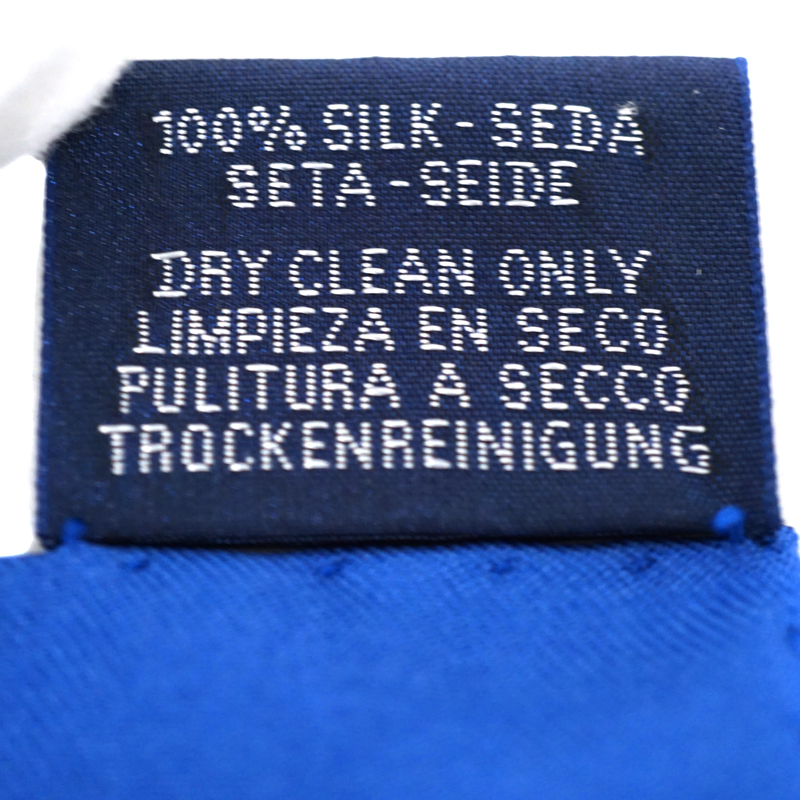 100% SILK - SEDA
SETA - SEIDE
DRY CLEAN ONLY
LIMPIEZA EN SECO
PULITURA A SECCO
TROCKENREINIGUNG